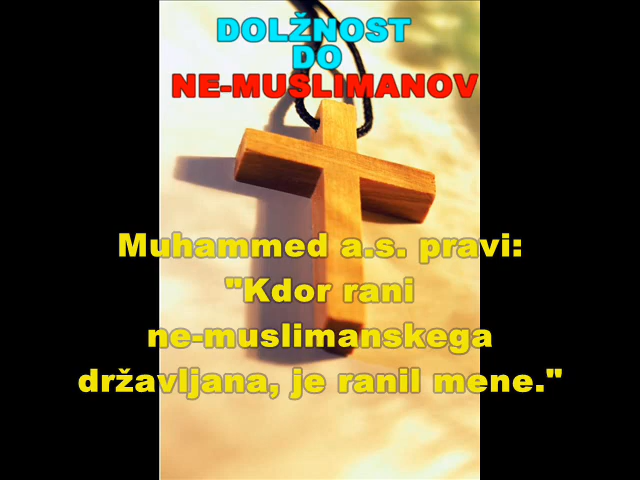 DOLŽNOST
DO
NE-MUSLIMANOV
Muhammed a.s. pravi:
"Kdor rani
ne-muslimanskega
državljana, je ranil mene."